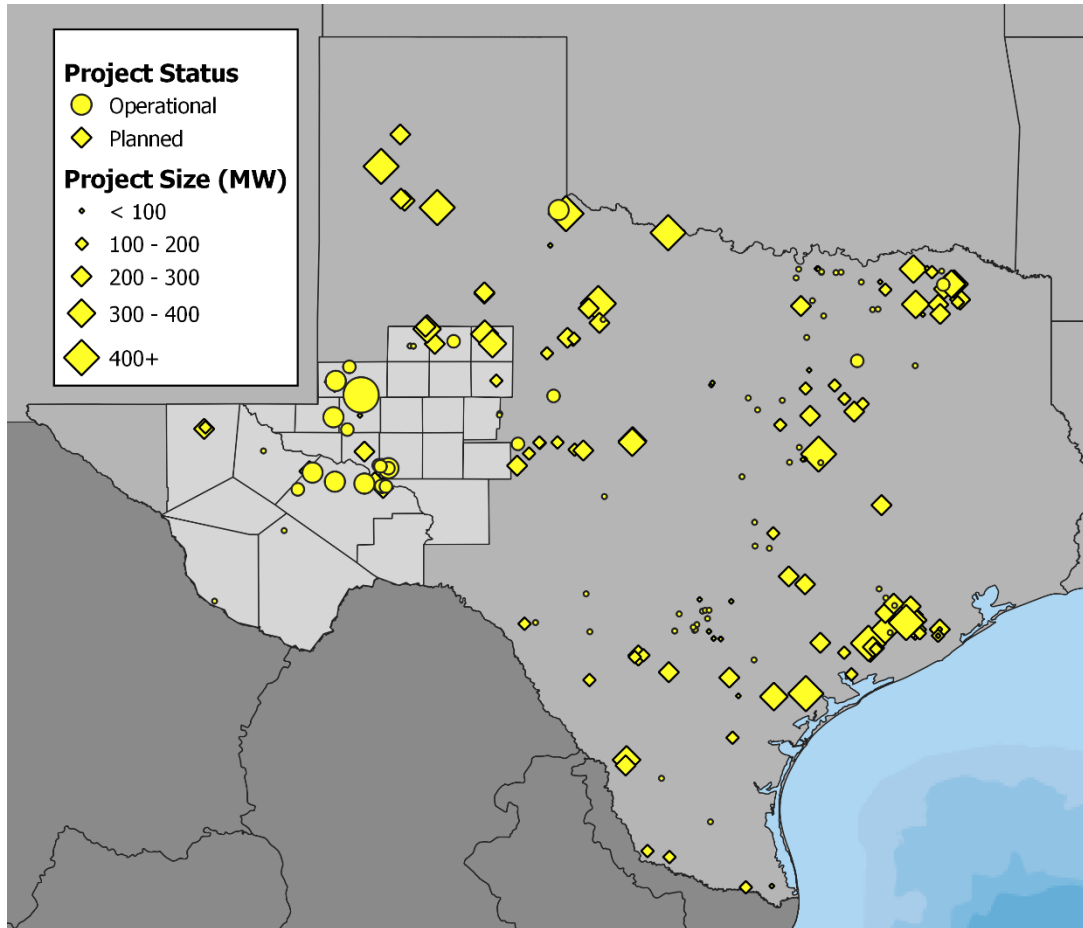 Project Status
Operational
Planned
Project Size (MW)
< 100
100 - 200
200 - 300
300 - 400
400+